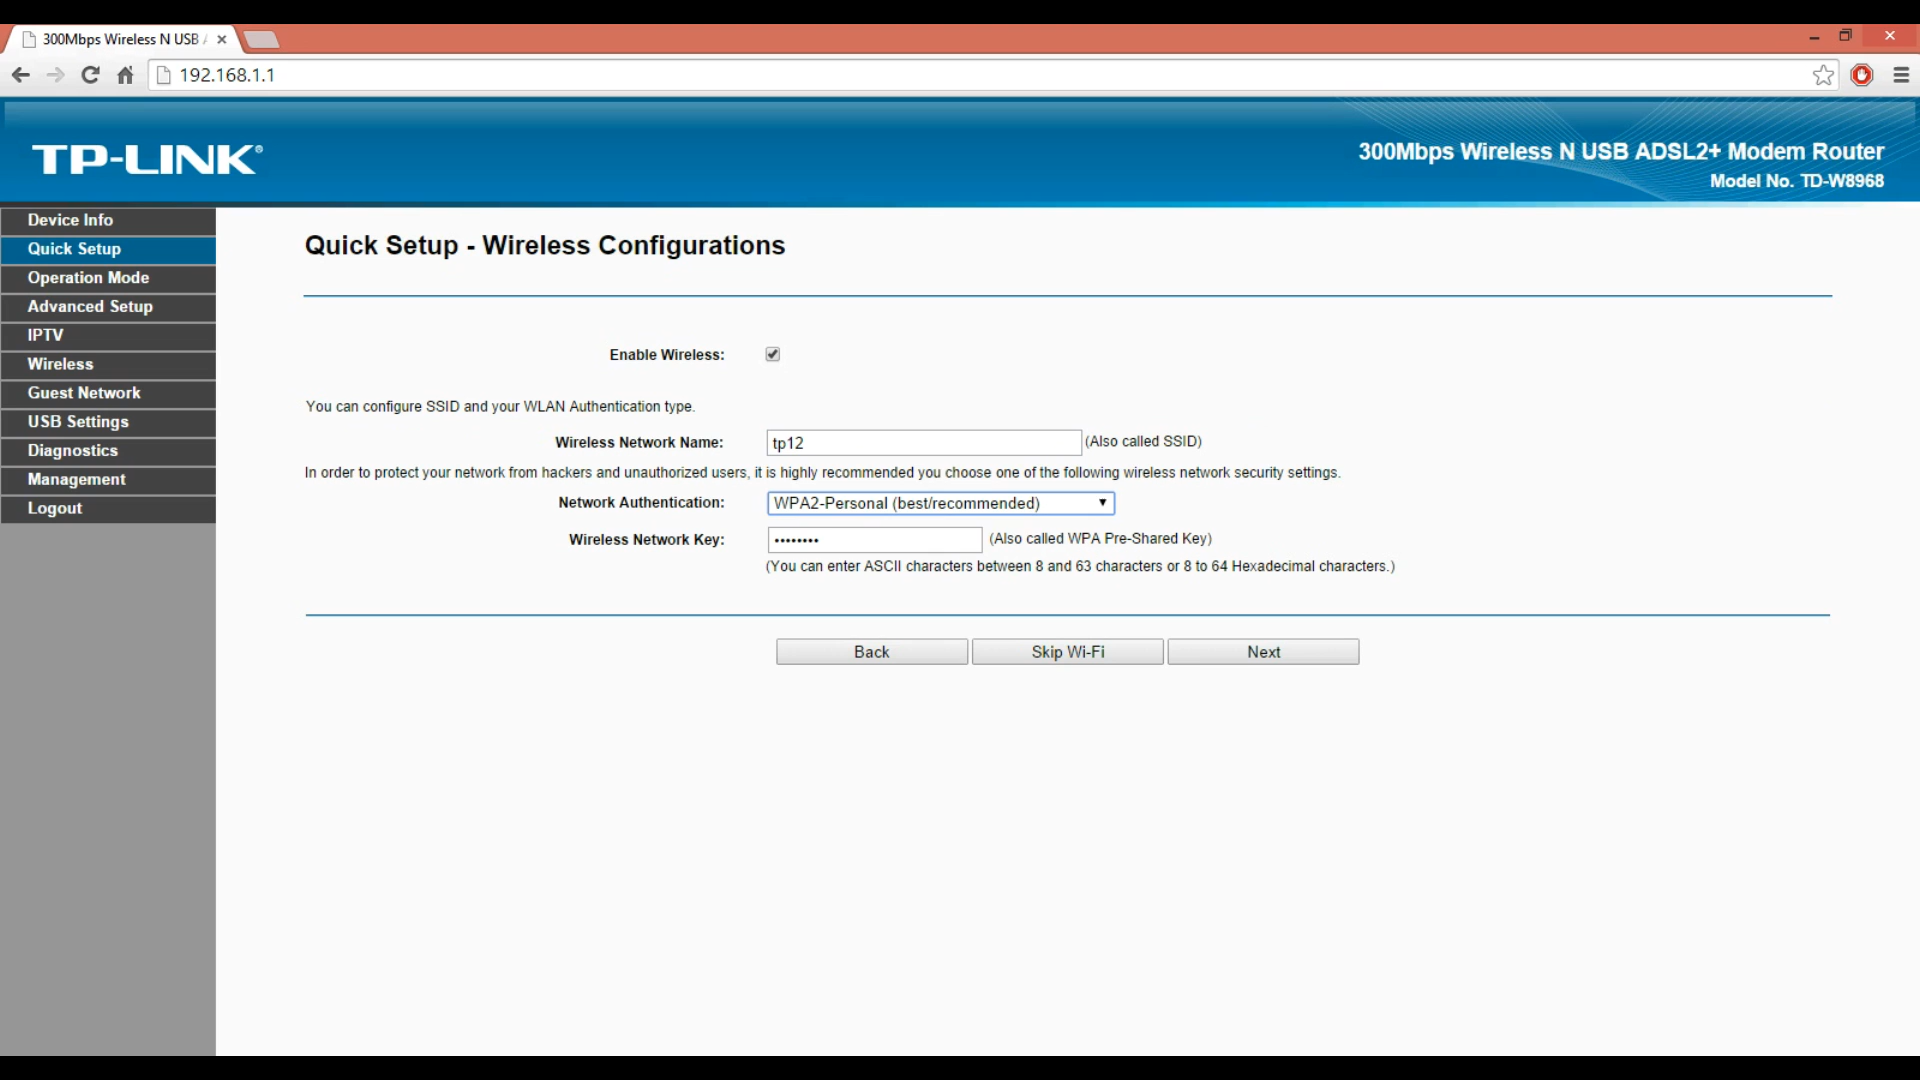 300Mbps Wireless N USB
192.168.1.1
TP-LINK®
300Mbps Wireless N USB ADSL2+ Modem Router
Model No. TD-W8968
Device Info
Quick Setup
Operation Mode
Advanced Setup
IPTV
Wireless
Guest Network
USB Settings
Diagnostics
Management
Logout
Quick Setup - Wireless Configurations
Enable Wireless:
You can configure SSID and your WLAN Authentication type.
Wireless Network Name: tp12 (Also called SSID)
In order to protect your network from hackers and unauthorized users, it is highly recommended you choose one of the following wireless network security settings.
Network Authentication: WPA2-Personal (best/recommended)
Wireless Network Key: •••••••• (Also called WPA Pre-Shared Key)
(You can enter ASCII characters between 8 and 63 characters or 8 to 64 Hexadecimal characters.)
Back Skip Wi-Fi Next